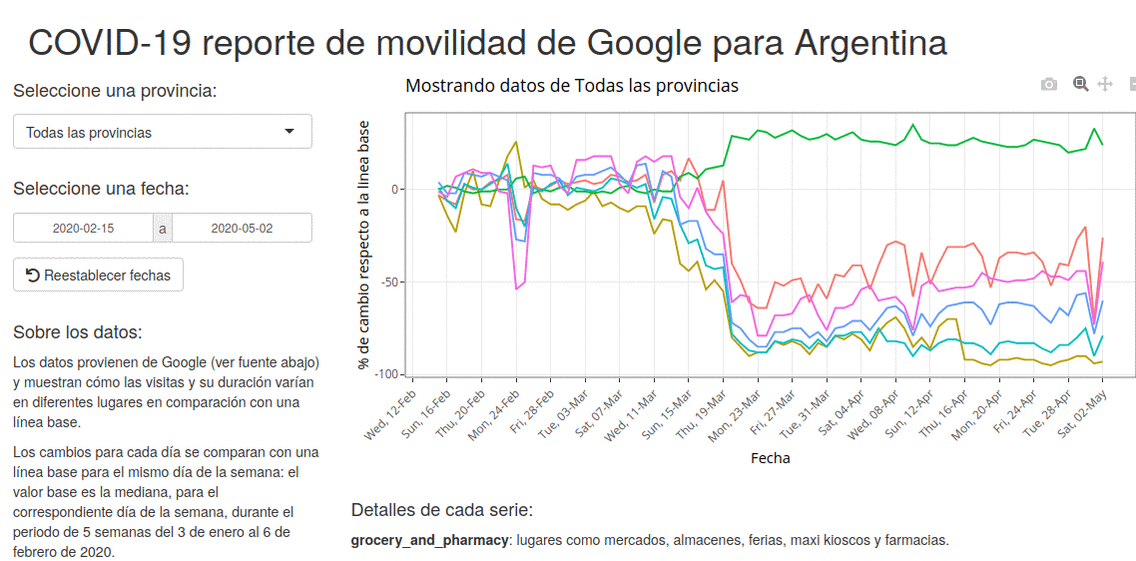 COVID-19 reporte de movilidad de Google para Argentina
Seleccione una provincia:
Todas las provincias
Seleccione una fecha:
2020-02-15 a 2020-05-02
Reestablecer fechas
Sobre los datos:
Los datos provienen de Google (ver fuente abajo)
y muestran cómo las visitas y su duración varían
en diferentes lugares en comparación con una
línea base.
Los cambios para cada día se comparan con una
línea base para el mismo día de la semana: el
valor base es la mediana, para el
correspondiente día de la semana, durante el
periodo de 5 semanas del 3 de enero al 6 de
febrero de 2020.
Mostrando datos de Todas las provincias
% de cambio respecto a la línea base
0
-50
-100
Wed, 12-Feb
Sun, 16-Feb
Thu, 20-Feb
Mon, 24-Feb
Fri, 28-Feb
Tue, 03-Mar
Sat, 07-Mar
Wed, 11-Mar
Sun, 15-Mar
Thu, 19-Mar
Mon, 23-Mar
Fri, 27-Mar
Tue, 31-Mar
Sat, 04-Apr
Wed, 08-Apr
Sun, 12-Apr
Thu, 16-Apr
Mon, 20-Apr
Fri, 24-Apr
Tue, 28-Apr
Sat, 02-May
Fecha
Detalles de cada serie:
grocery_and_pharmacy: lugares como mercados, almacenes, ferias, maxi kioscos y farmacias.